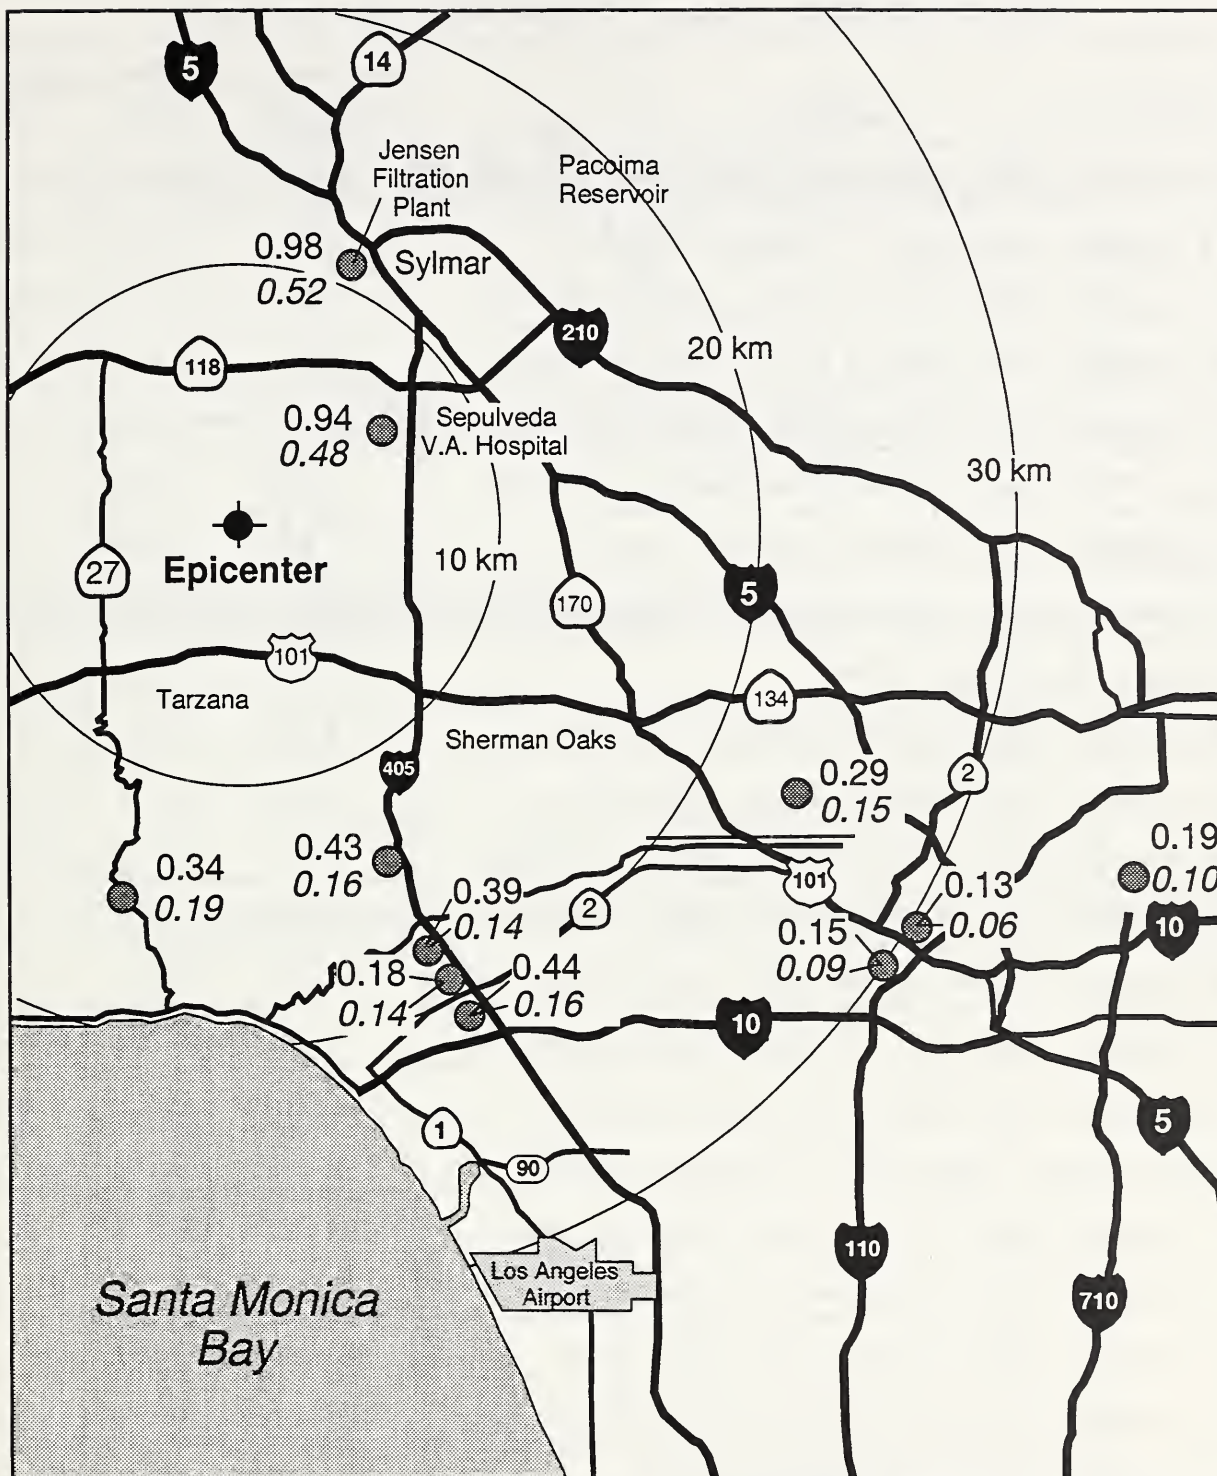 5
14
Jensen
Filtration
Plant
Pacoima
Reservoir
0.98
0.52
Sylmar
210
20 km
118
0.94
0.48
Sepulveda
V.A. Hospital
30 km
Epicenter
10 km
27
170
5
101
Tarzana
134
Sherman Oaks
405
2
0.29
0.15
0.43
0.16
0.34
0.19
0.39
0.14
2
101
0.13
0.06
0.19
0.10
10
0.15
0.09
0.18
0.14
0.44
0.16
10
1
90
5
110
Los Angeles
Airport
710
Santa Monica
Bay